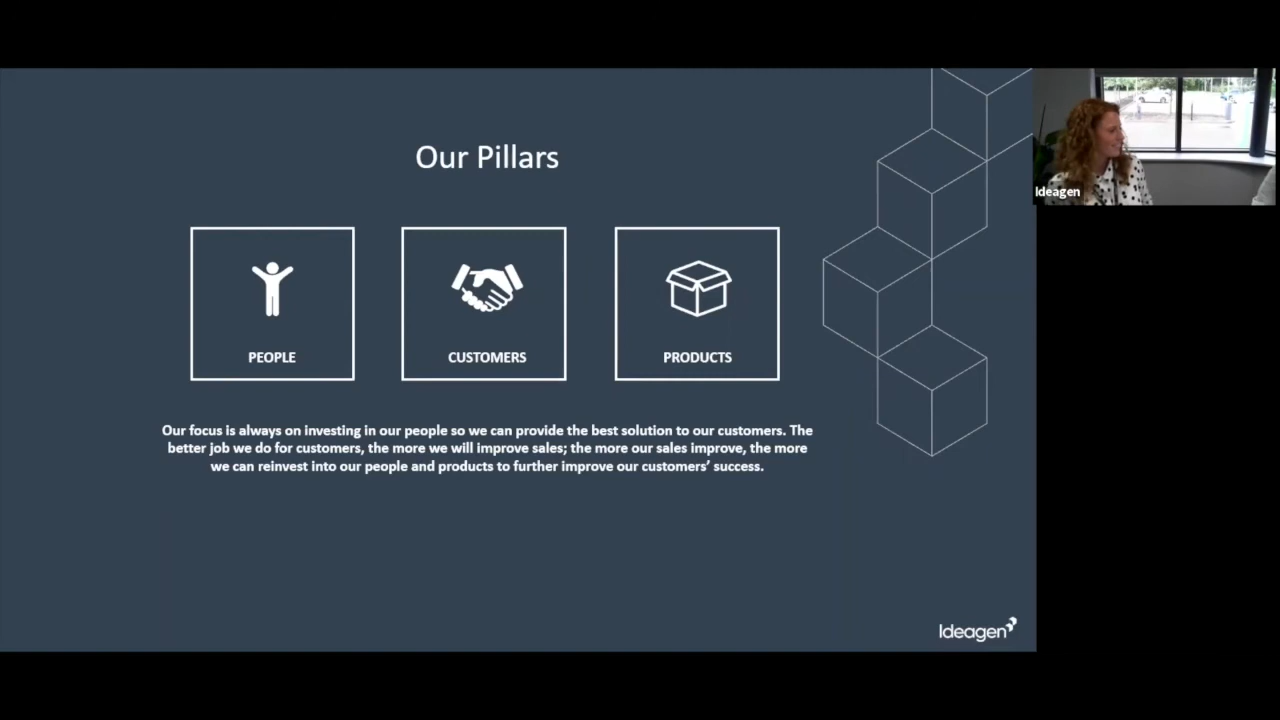 Our Pillars
PEOPLE
CUSTOMERS
PRODUCTS
Our focus is always on investing in our people so we can provide the best solution to our customers. The
better job we do for customers, the more we will improve sales; the more our sales improve, the more
we can reinvest into our people and products to further improve our customers’ success.
Ideagen
Ideagen